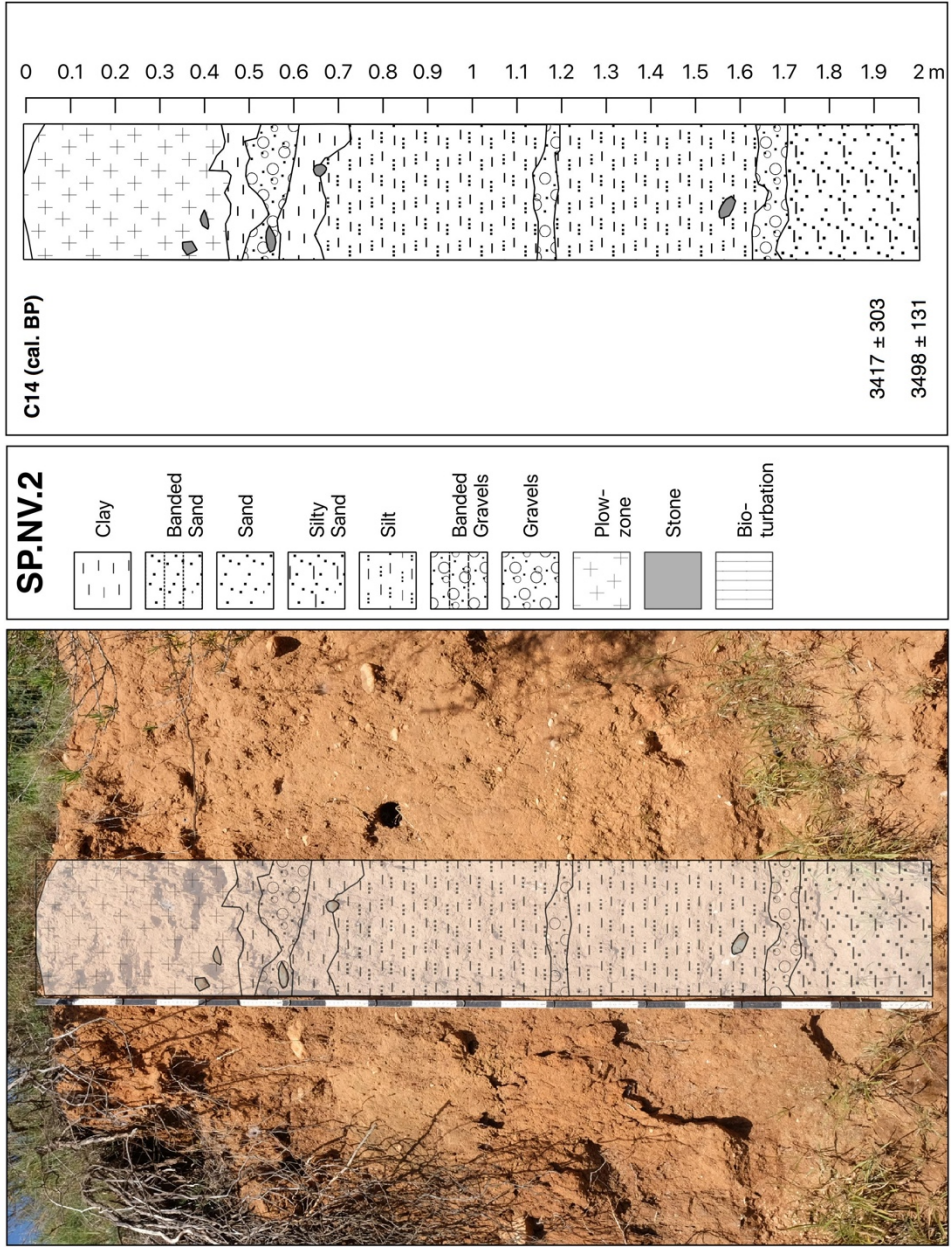 0 0.1 0.2 0.3 0.4 0.5 0.6 0.7 0.8 0.9 1 1.1 1.2 1.3 1.4 1.5 1.6 1.7 1.8 1.9 2 m
C14 (cal. BP)
3417 ± 303
3498 ± 131
SP.NV.2
Clay
Banded
Sand
Sand
Silty
Sand
Silt
Banded
Gravels
Gravels
Plow-
zone
Stone
Bio-
turbation